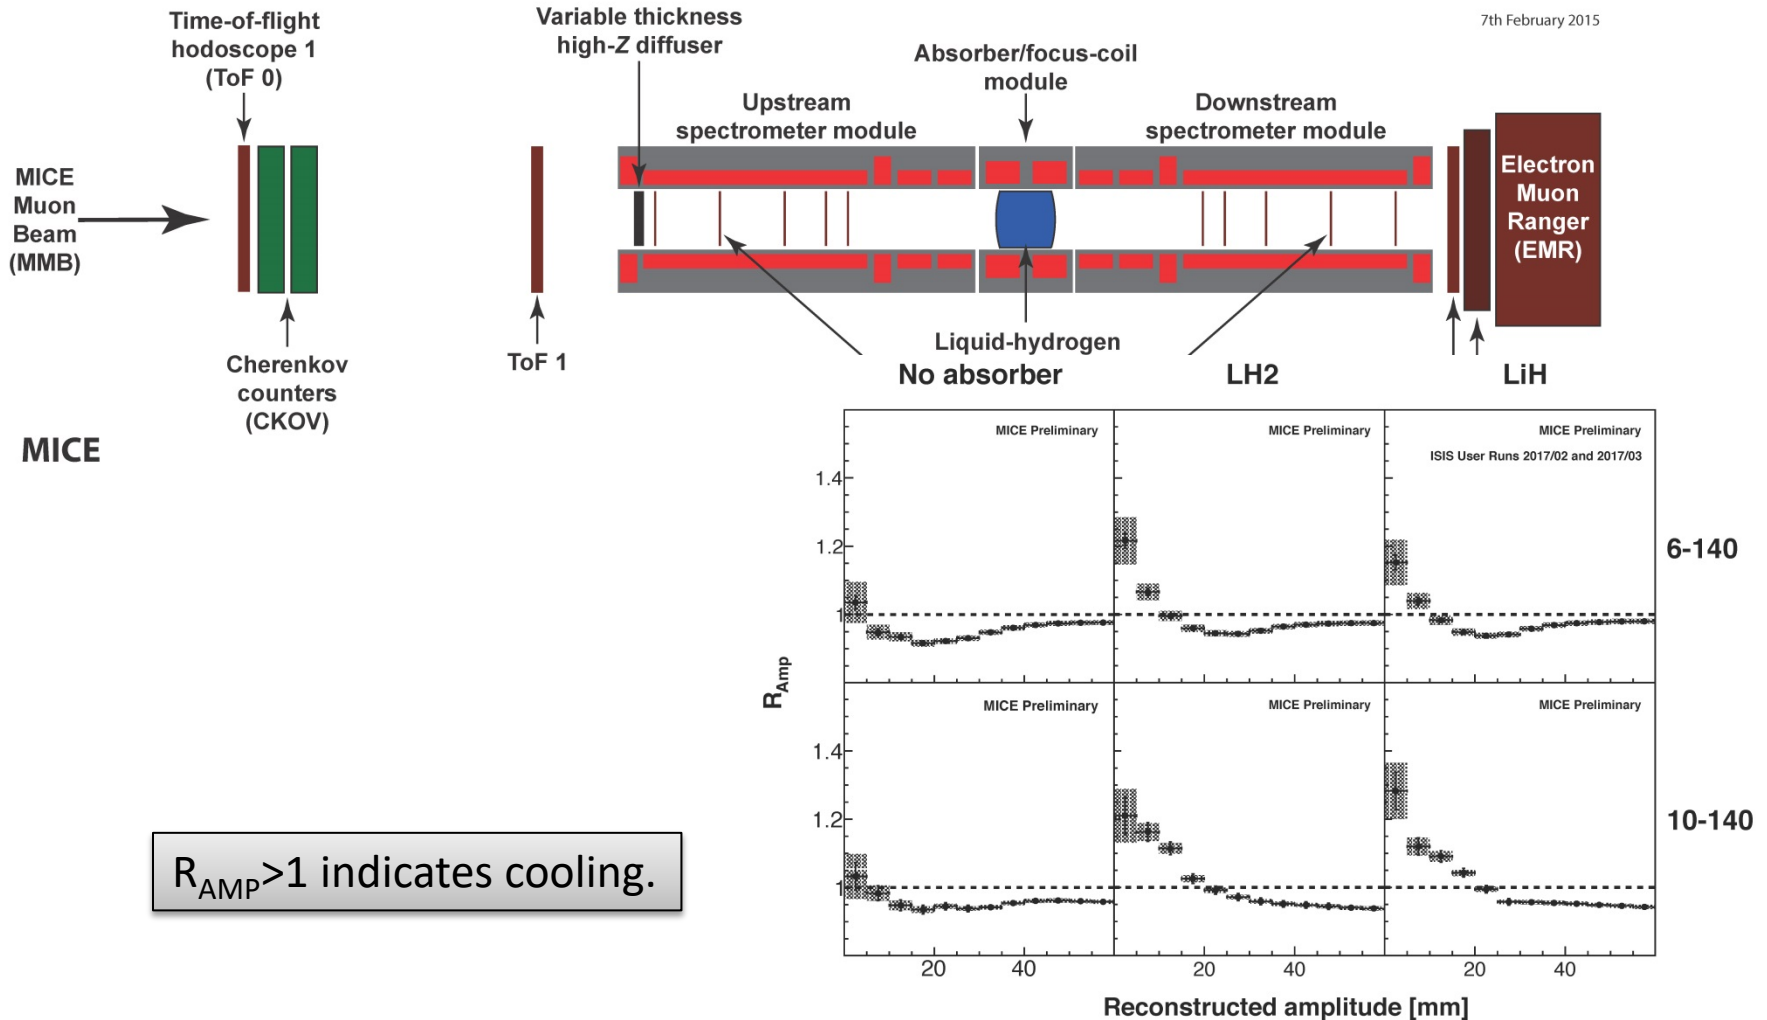 7th February 2015
Time-of-flight
hodoscope 1
(ToF 0)
Variable thickness
high-Z diffuser
Absorber/focus-coil
module
Upstream
spectrometer module
Downstream
spectrometer module
MICE
Muon
Beam
(MMB)
Electron
Muon
Ranger
(EMR)
Cherenkov
counters
(CKOV)
ToF 1
Liquid-hydrogen
No absorber
LH2
LiH
MICE
MICE Preliminary
MICE Preliminary
MICE Preliminary
ISIS User Runs 2017/02 and 2017/03
1.4
1.2
1
6-140
RAmp
MICE Preliminary
MICE Preliminary
MICE Preliminary
1.4
1.2
1
10-140
20
40
20
40
20
40
Reconstructed amplitude [mm]
RAMP>1 indicates cooling.